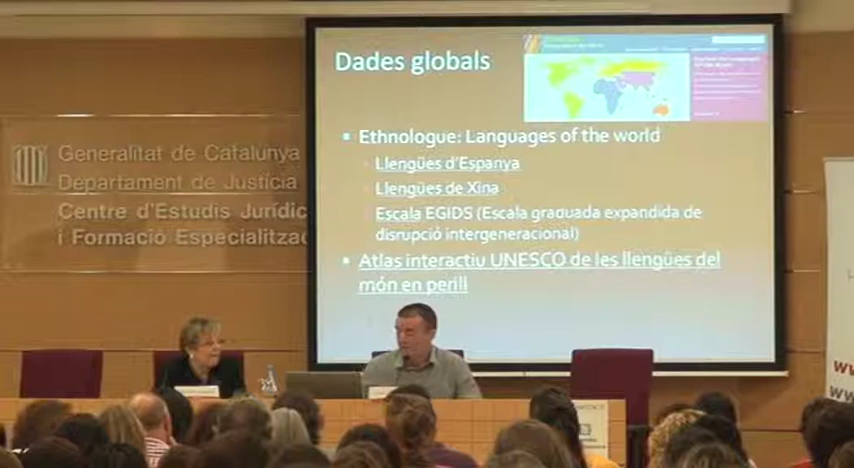 Dades globals
Ethnologue: Languages of the world
Llengües d'Espanya
Llengües de Xina
Escala EGIDS (Escala graduada expandida de
disrupció intergeneracional)
Atlas interactiu UNESCO de les llengües del
món en perill
Generalitat de Catalunya
Departament de Justícia
Centre d'Estudis Jurídic
i Formació Especialitzac